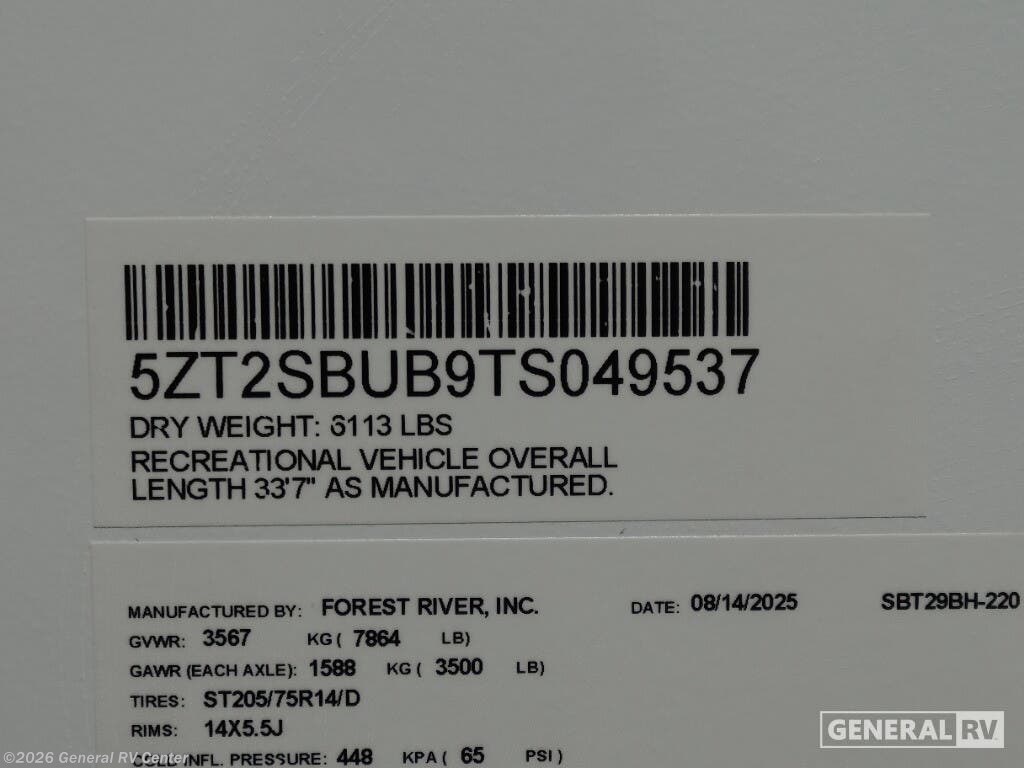 5ZT2SBUB9TS049537
DRY WEIGHT: 6113 LBS
RECREATIONAL VEHICLE OVERALL
LENGTH 33'7" AS MANUFACTURED.
MANUFACTURED BY: FOREST RIVER, INC. DATE: 08/14/2025 SBT29BH-220
GVWR: 3567 KG ( 7864 LB)
GAWR (EACH AXLE): 1588 KG ( 3500 LB)
TIRES: ST205/75R14/D
RIMS: 14X5.5J
COLD INFL. PRESSURE: 448 KPA ( 65 PSI )
GENERAL RV
©2026 General RV Center